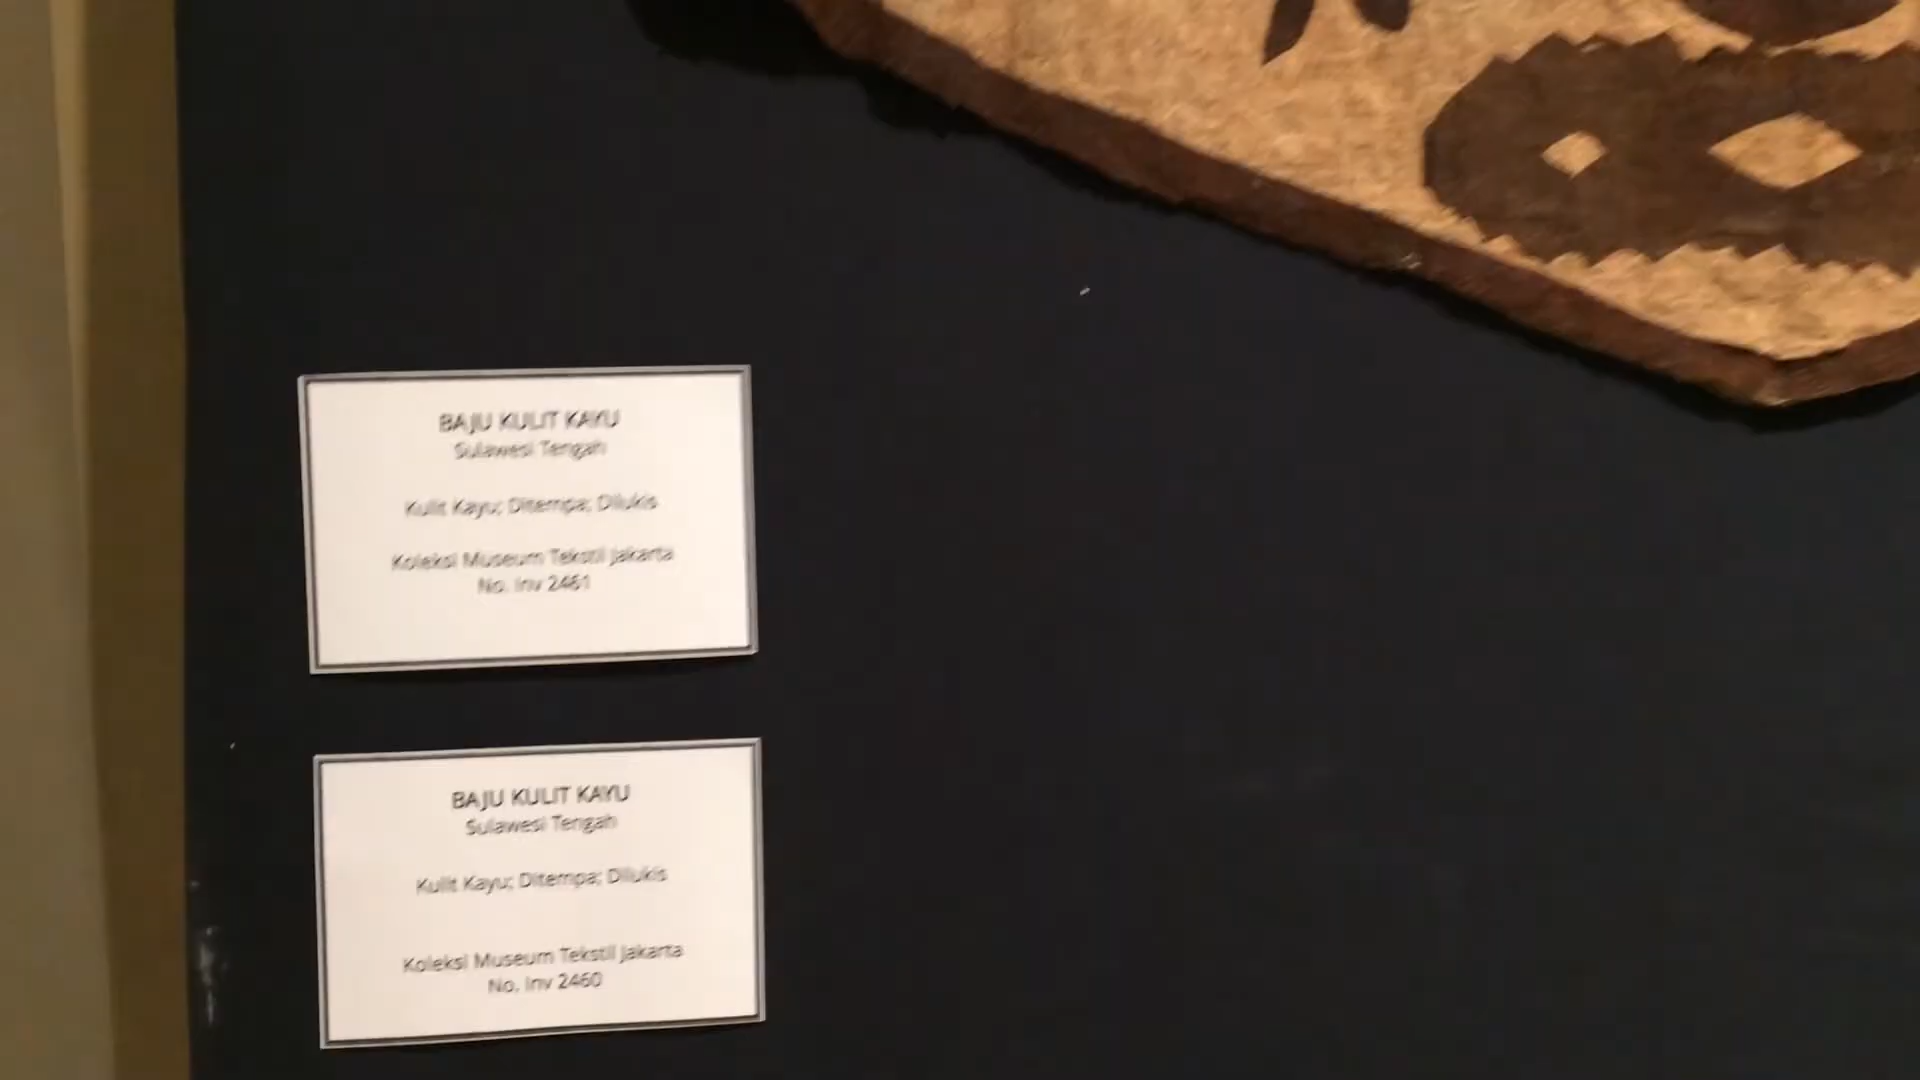 BAJU KULIT KAYU
Sulawesi Tengah
Kulit Kayu; Ditempa; Dilukis
Koleksi Museum Tekstil Jakarta
No. Inv 2461
BAJU KULIT KAYU
Sulawesi Tengah
Kulit Kayu; Ditempa; Dilukis
Koleksi Museum Tekstil Jakarta
No. Inv 2460